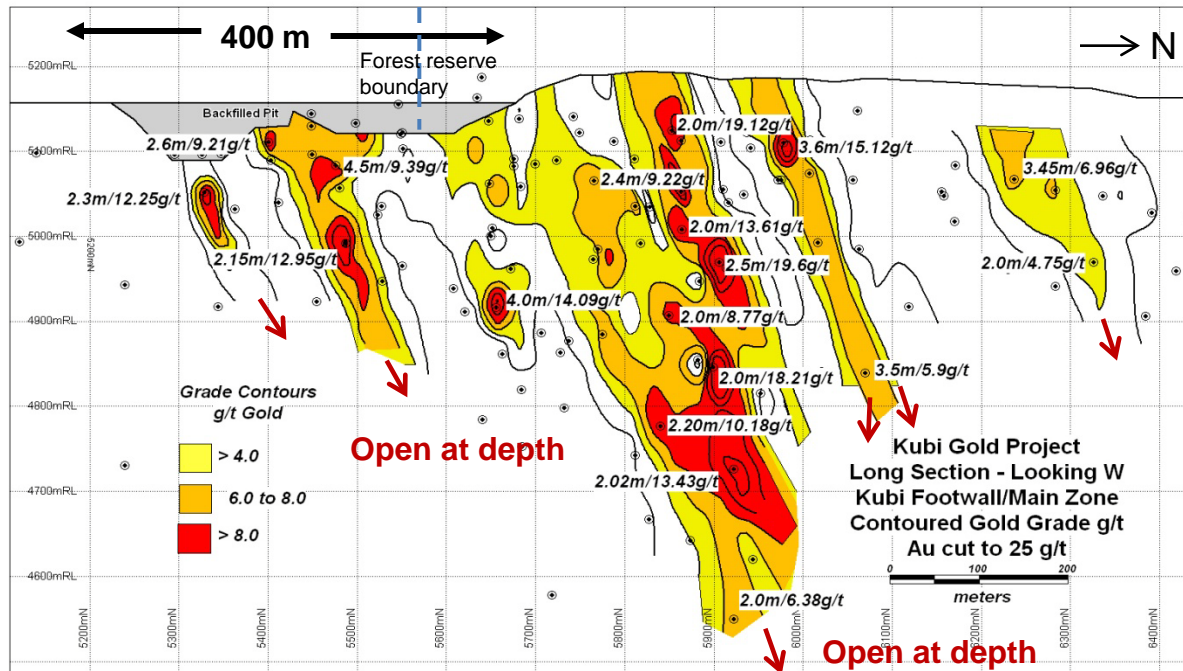 400 m
N
Forest reserve
boundary
5200mRL
Backfilled Pit
2.0m/19.12g/t
2.6m/9.21g/t
3.6m/15.12g/t
5100mRL
4.5m/9.39g/t
3.45m/6.96g/t
2.4m/9.22g/t
2.3m/12.25g/t
2.0m/13.61g/t
5000mRL
5200mN
2.15m/12.95g/t
2.5m/19.6g/t
2.0m/4.75g/t
4.0m/14.09g/t
4900mRL
2.0m/8.77g/t
3.5m/5.9g/t
2.0m/18.21g/t
Grade Contours
g/t Gold
4800mRL
2.20m/10.18g/t
> 4.0
Open at depth
Kubi Gold Project
Long Section - Looking W
Kubi Footwall/Main Zone
Contoured Gold Grade g/t
Au cut to 25 g/t
2.02m/13.43g/t
4700mRL
6.0 to 8.0
> 8.0
0 100 200
meters
4600mRL
2.0m/6.38g/t
5200mN
5300mN
5400mN
5500mN
5600mN
5700mN
5800mN
5900mN
6000mN
6100mN
6200mN
6300mN
6400mN
Open at depth